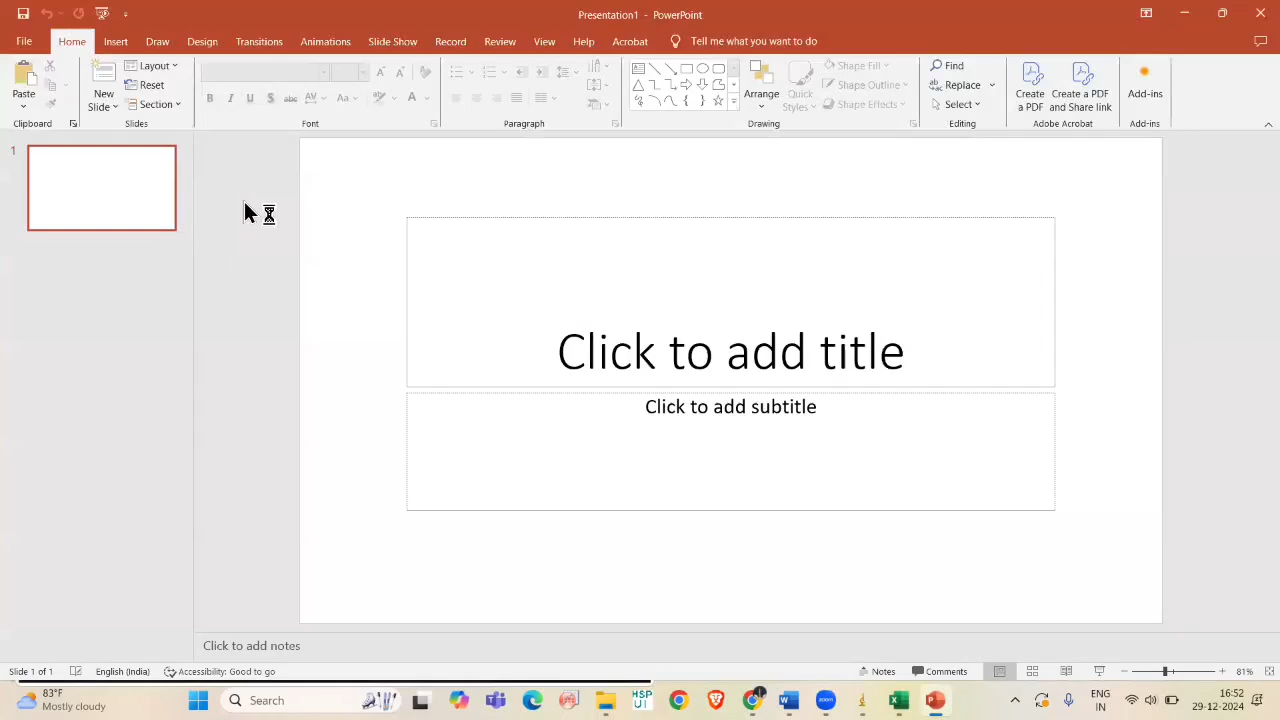 Presentation1 - PowerPoint
File Home Insert Draw Design Transitions Animations Slide Show Record Review View Help Acrobat Tell me what you want to do
Paste
Clipboard
New Slide
Layout
Reset
Section
Slides
B I U S abc AV Aa A
Font
Paragraph
Arrange
Quick Styles
Shape Fill
Shape Outline
Shape Effects
Drawing
Find
Replace
Select
Editing
Create a PDF
Create a PDF and Share link
Adobe Acrobat
Add-ins
Add-ins
1
Click to add title
Click to add subtitle
Click to add notes
Slide 1 of 1 English (India) Accessibility: Good to go Notes Comments 81%
83°F
Mostly cloudy
Search
HSP
UI
ENG
IN
16:52
29-12-2024